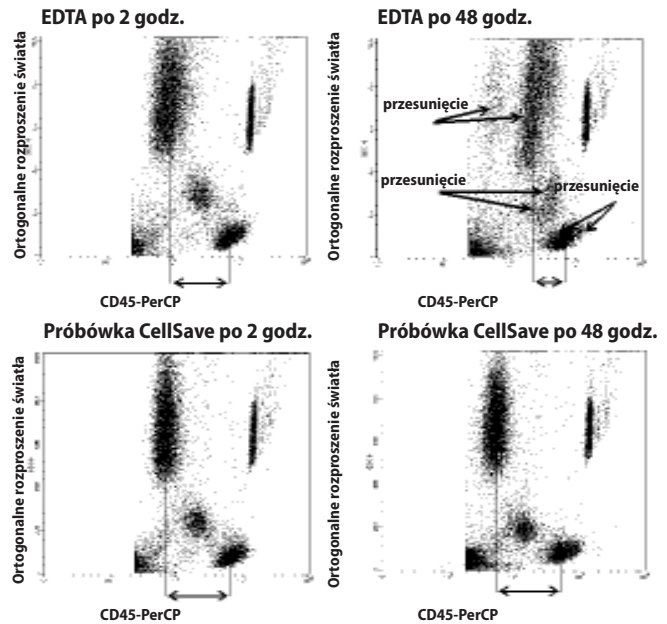 EDTA po 2 godz.
Ortogonalne rozproszenie światła
CD45-PerCP
EDTA po 48 godz.
Ortogonalne rozproszenie światła
przesunięcie
przesunięcie
przesunięcie
CD45-PerCP
Próbówka CellSave po 2 godz.
Ortogonalne rozproszenie światła
CD45-PerCP
Próbówka CellSave po 48 godz.
Ortogonalne rozproszenie światła
CD45-PerCP